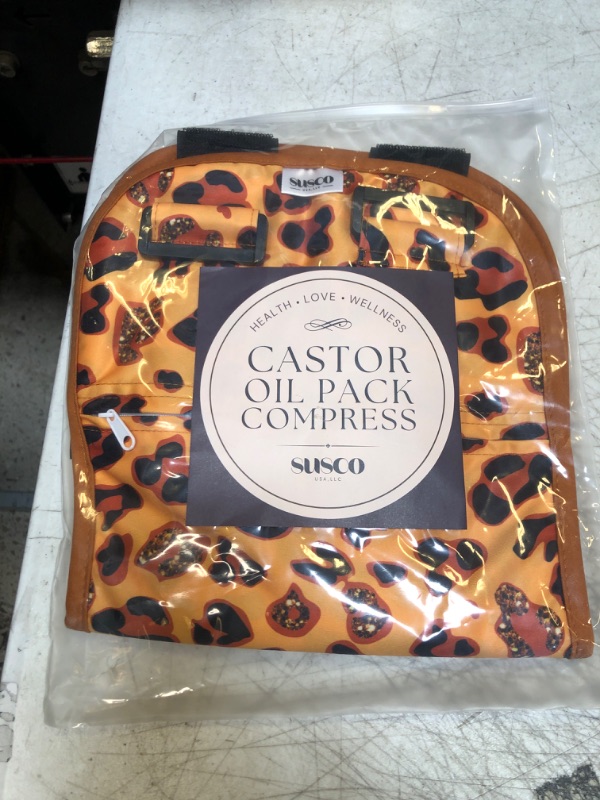 SUSCO
HEALTH • LOVE • WELLNESS
CASTOR
OIL PACK
COMPRESS
SUSCO
USA, LLC